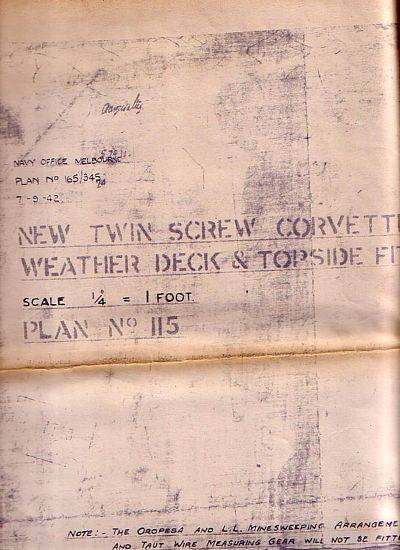 NAVY OFFICE MELBOURNE
PLAN Nº 165/345
7-9-42
NEW TWIN SCREW CORVETT
WEATHER DECK & TOPSIDE FI
SCALE ¼" = 1 FOOT.
PLAN Nº 115
NOTE:- THE OROPESA AND L.L. MINESWEEPING ARRANGEME
AND TAUT WIRE MEASURING GEAR WILL NOT BE FITTE